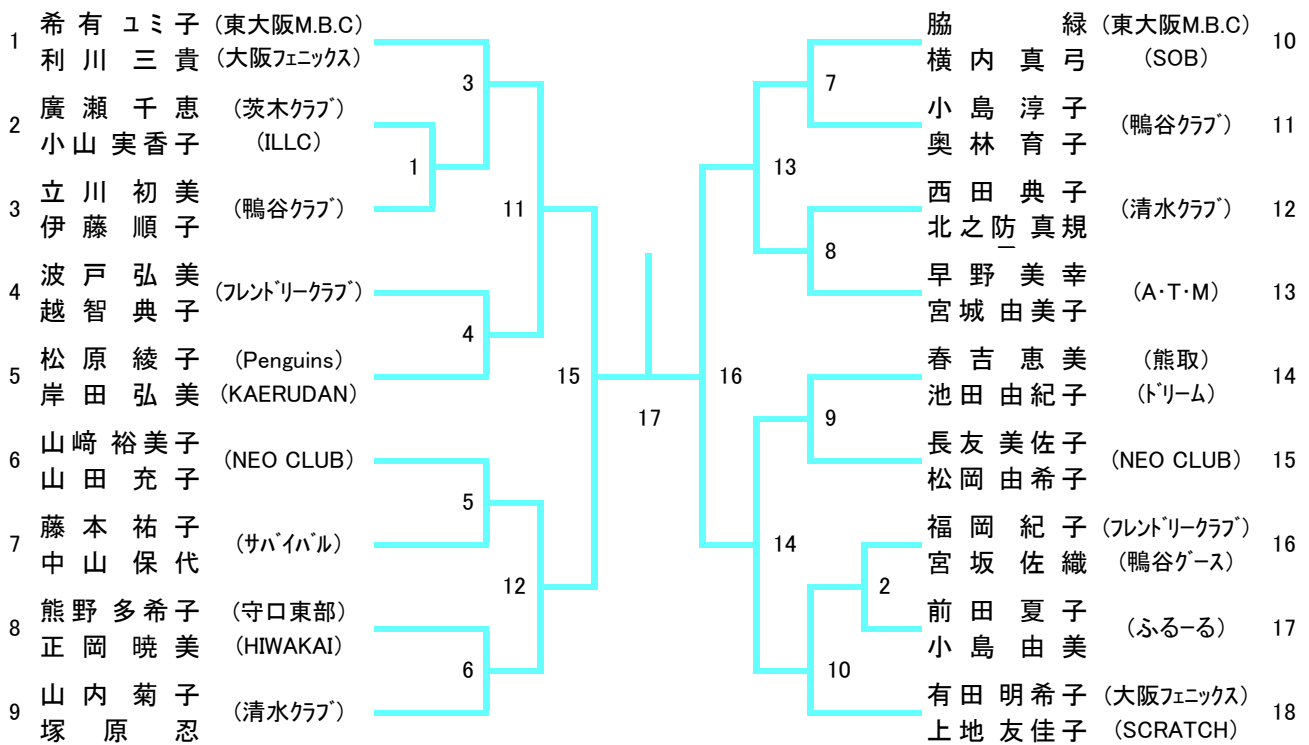 1 希有 ユミ子 (東大阪M.B.C)
利川 三貴 (大阪フェニックス)
2 廣瀬 千恵 (茨木クラブ)
小山 実香子 (ILLC)
3 立川 初美 (鴨谷クラブ)
伊藤 順子
4 波戸 弘美 (フレンドリークラブ)
越智 典子
5 松原 綾子 (Penguins)
岸田 弘美 (KAERUDAN)
6 山﨑 裕美子 (NEO CLUB)
山田 充子
7 藤本 祐子 (サバイバル)
中山 保代
8 熊野 多希子 (守口東部)
正岡 暁美 (HIWAKAI)
9 山内 菊子 (清水クラブ)
塚原 忍
3
1
11
4
15
5
12
6
17
7
13
8
16
9
14
2
10
脇 緑 (東大阪M.B.C) 10
横内 真弓 (SOB)
小島 淳子 (鴨谷クラブ) 11
奥林 育子
西田 典子 (清水クラブ) 12
北之防 真規
早野 美幸 (A・T・M) 13
宮城 由美子
春吉 恵美 (熊取) 14
池田 由紀子 (ドリーム)
長友 美佐子 (NEO CLUB) 15
松岡 由希子
福岡 紀子 (フレンドリークラブ) 16
宮坂 佐織 (鴨谷グース)
前田 夏子 (ふるーる) 17
小島 由美
有田 明希子 (大阪フェニックス) 18
上地 友佳子 (SCRATCH)